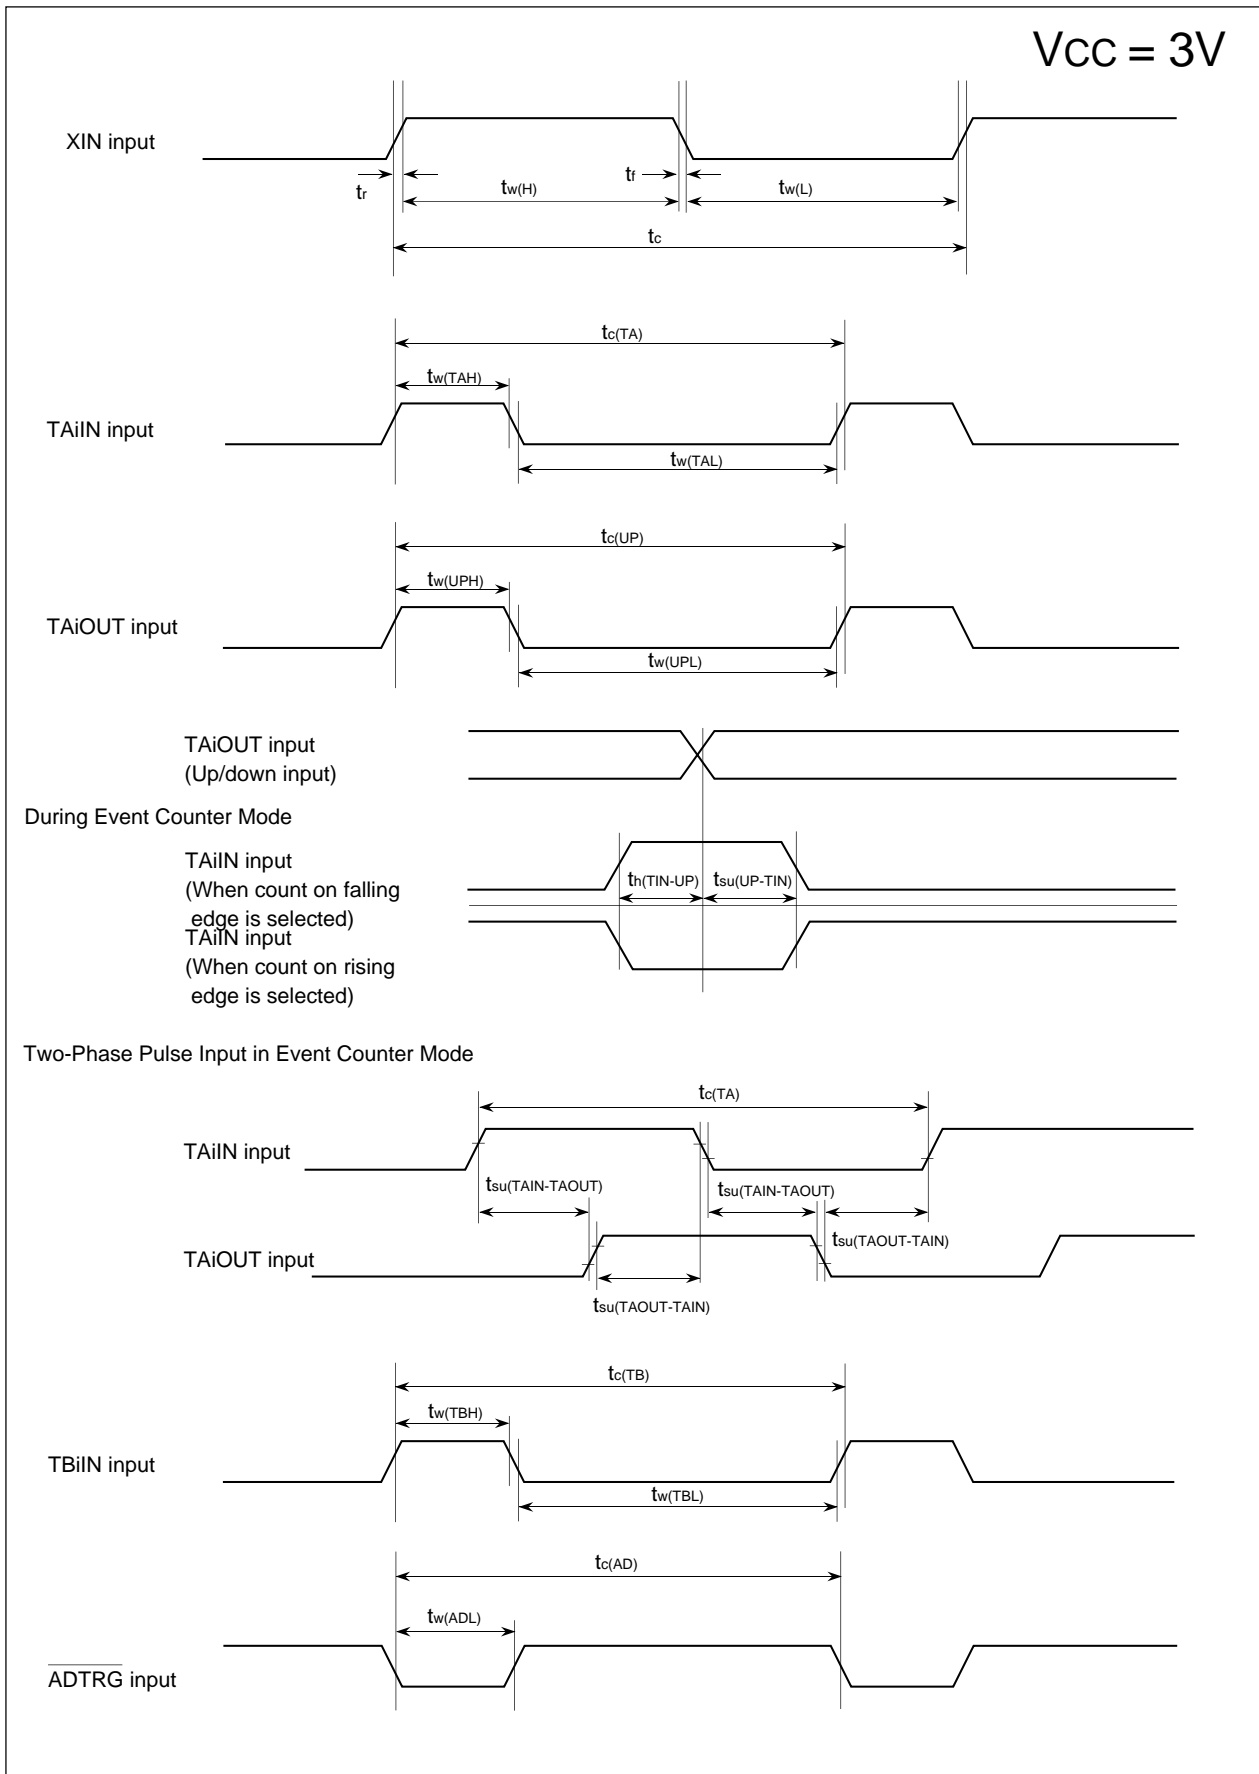 VCC = 3V
XIN input
tr
tw(H)
tf
tw(L)
tc
tc(TA)
tw(TAH)
TAiIN input
tw(TAL)
tc(UP)
tw(UPH)
TAiOUT input
tw(UPL)
TAiOUT input
(Up/down input)
During Event Counter Mode
TAiIN input
(When count on falling
edge is selected)
th(TIN-UP)
tsu(UP-TIN)
TAiIN input
(When count on rising
edge is selected)
Two-Phase Pulse Input in Event Counter Mode
tc(TA)
TAiIN input
tsu(TAIN-TAOUT)
tsu(TAIN-TAOUT)
tsu(TAOUT-TAIN)
TAiOUT input
tsu(TAOUT-TAIN)
tc(TB)
tw(TBH)
TBiIN input
tw(TBL)
tc(AD)
tw(ADL)
ADTRG input